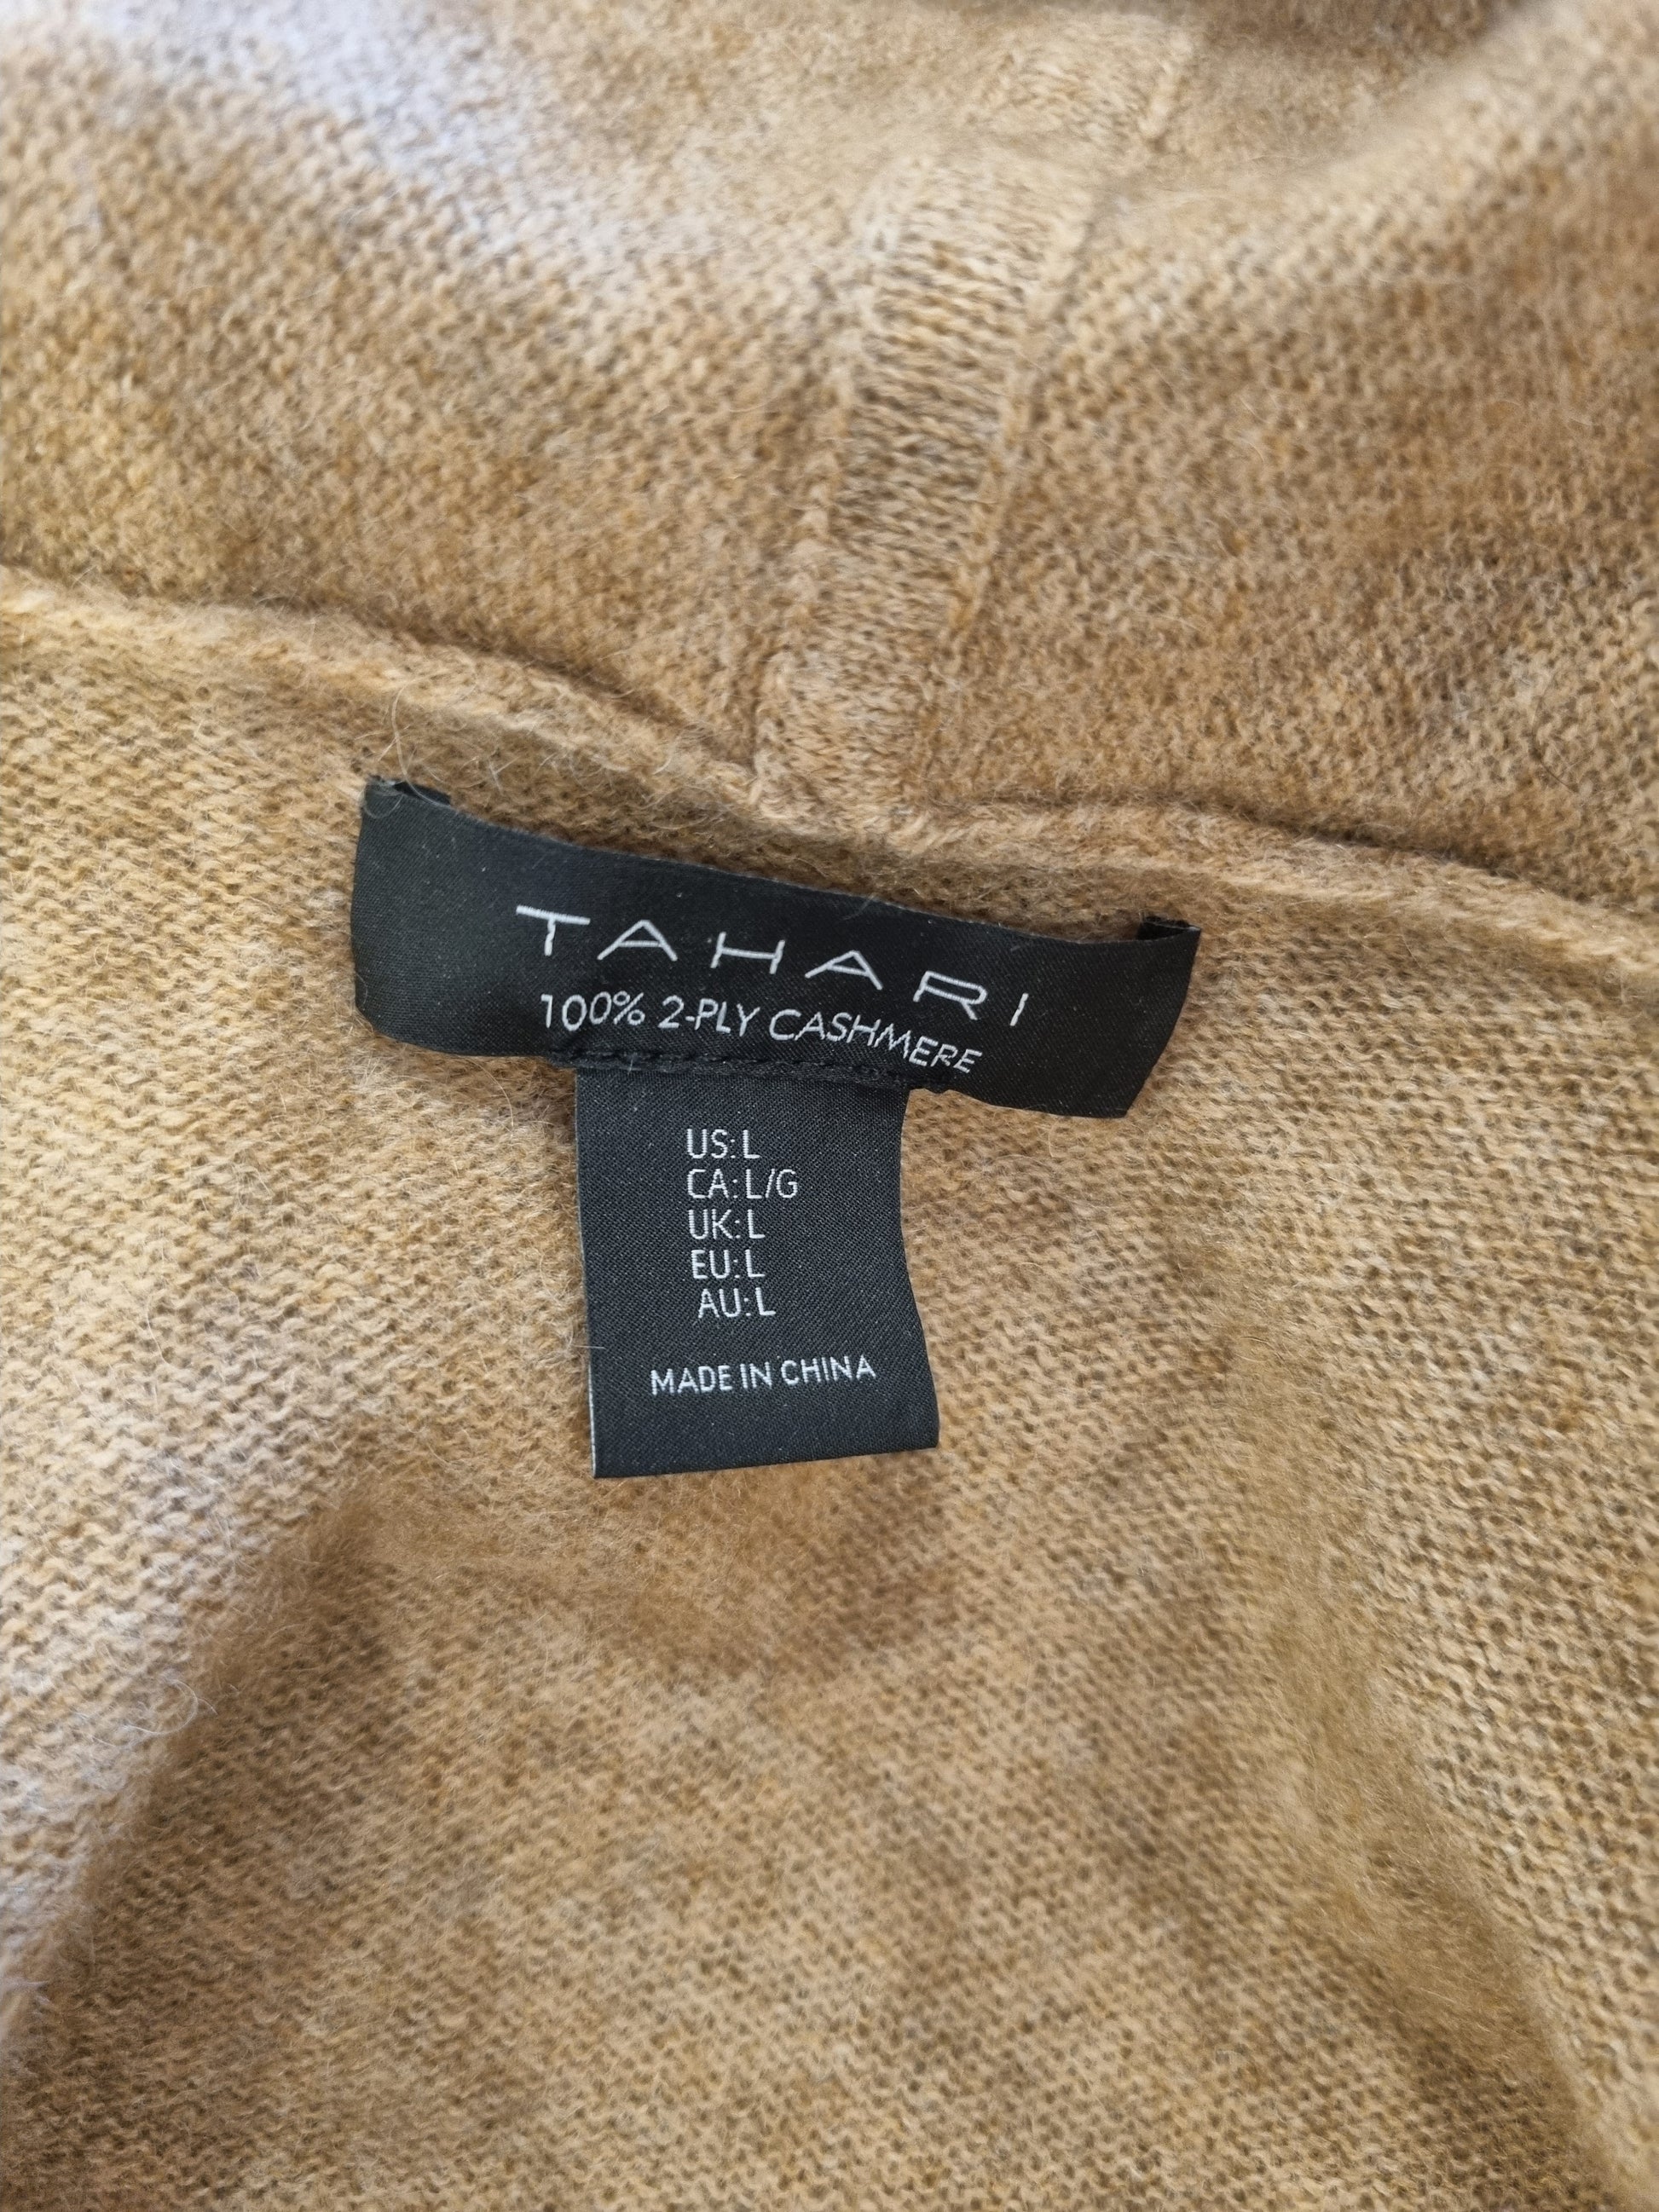 TAHARI
100% 2-PLY CASHMERE
US: L
CA: L/G
UK: L
EU: L
AU: L
MADE IN CHINA